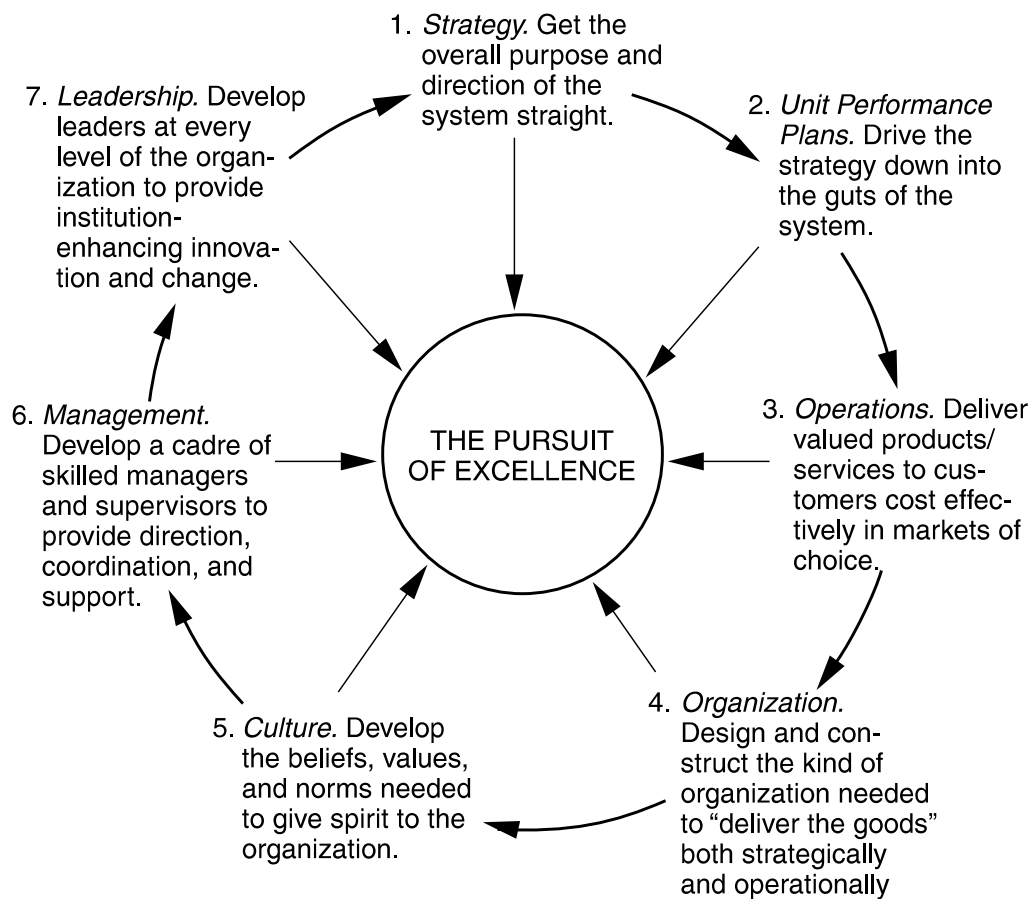 1. Strategy. Get the
overall purpose and
direction of the
system straight.
2. Unit Performance
Plans. Drive the
strategy down into
the guts of the
system.
3. Operations. Deliver
valued products/
services to cus-
tomers cost effec-
tively in markets of
choice.
4. Organization.
Design and con-
struct the kind of
organization needed
to “deliver the goods”
both strategically
and operationally
5. Culture. Develop
the beliefs, values,
and norms needed
to give spirit to the
organization.
6. Management.
Develop a cadre of
skilled managers
and supervisors to
provide direction,
coordination, and
support.
7. Leadership. Develop
leaders at every
level of the organ-
ization to provide
institution-
enhancing innova-
tion and change.
THE PURSUIT
OF EXCELLENCE